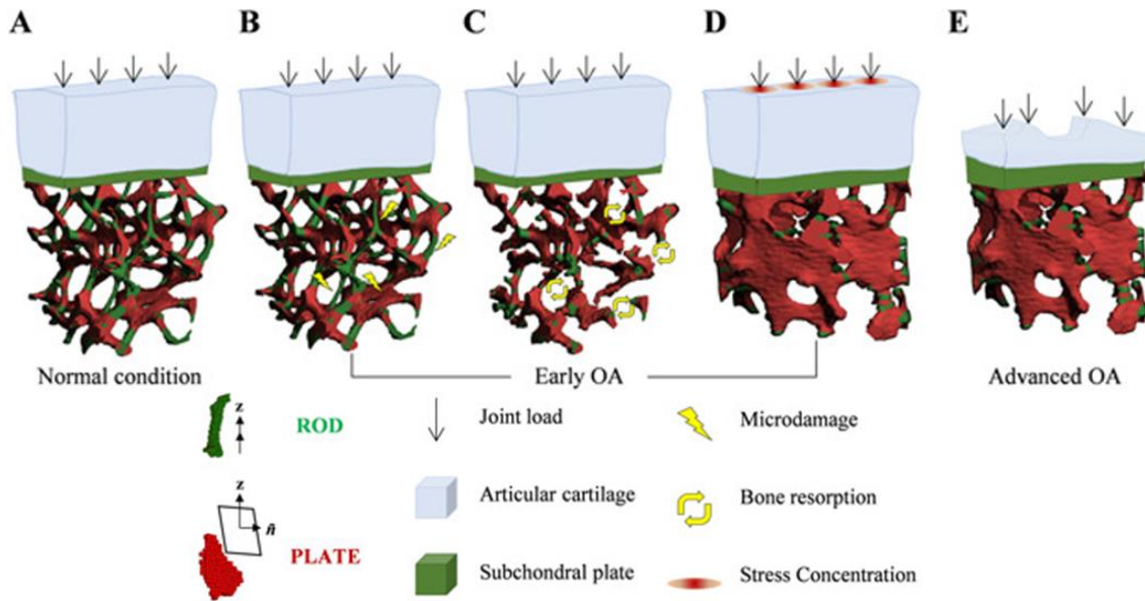 A
B
C
D
E
Normal condition
Early OA
Advanced OA
z
ROD
Joint load
Microdamage
z
n̂
PLATE
Articular cartilage
Bone resorption
Subchondral plate
Stress Concentration